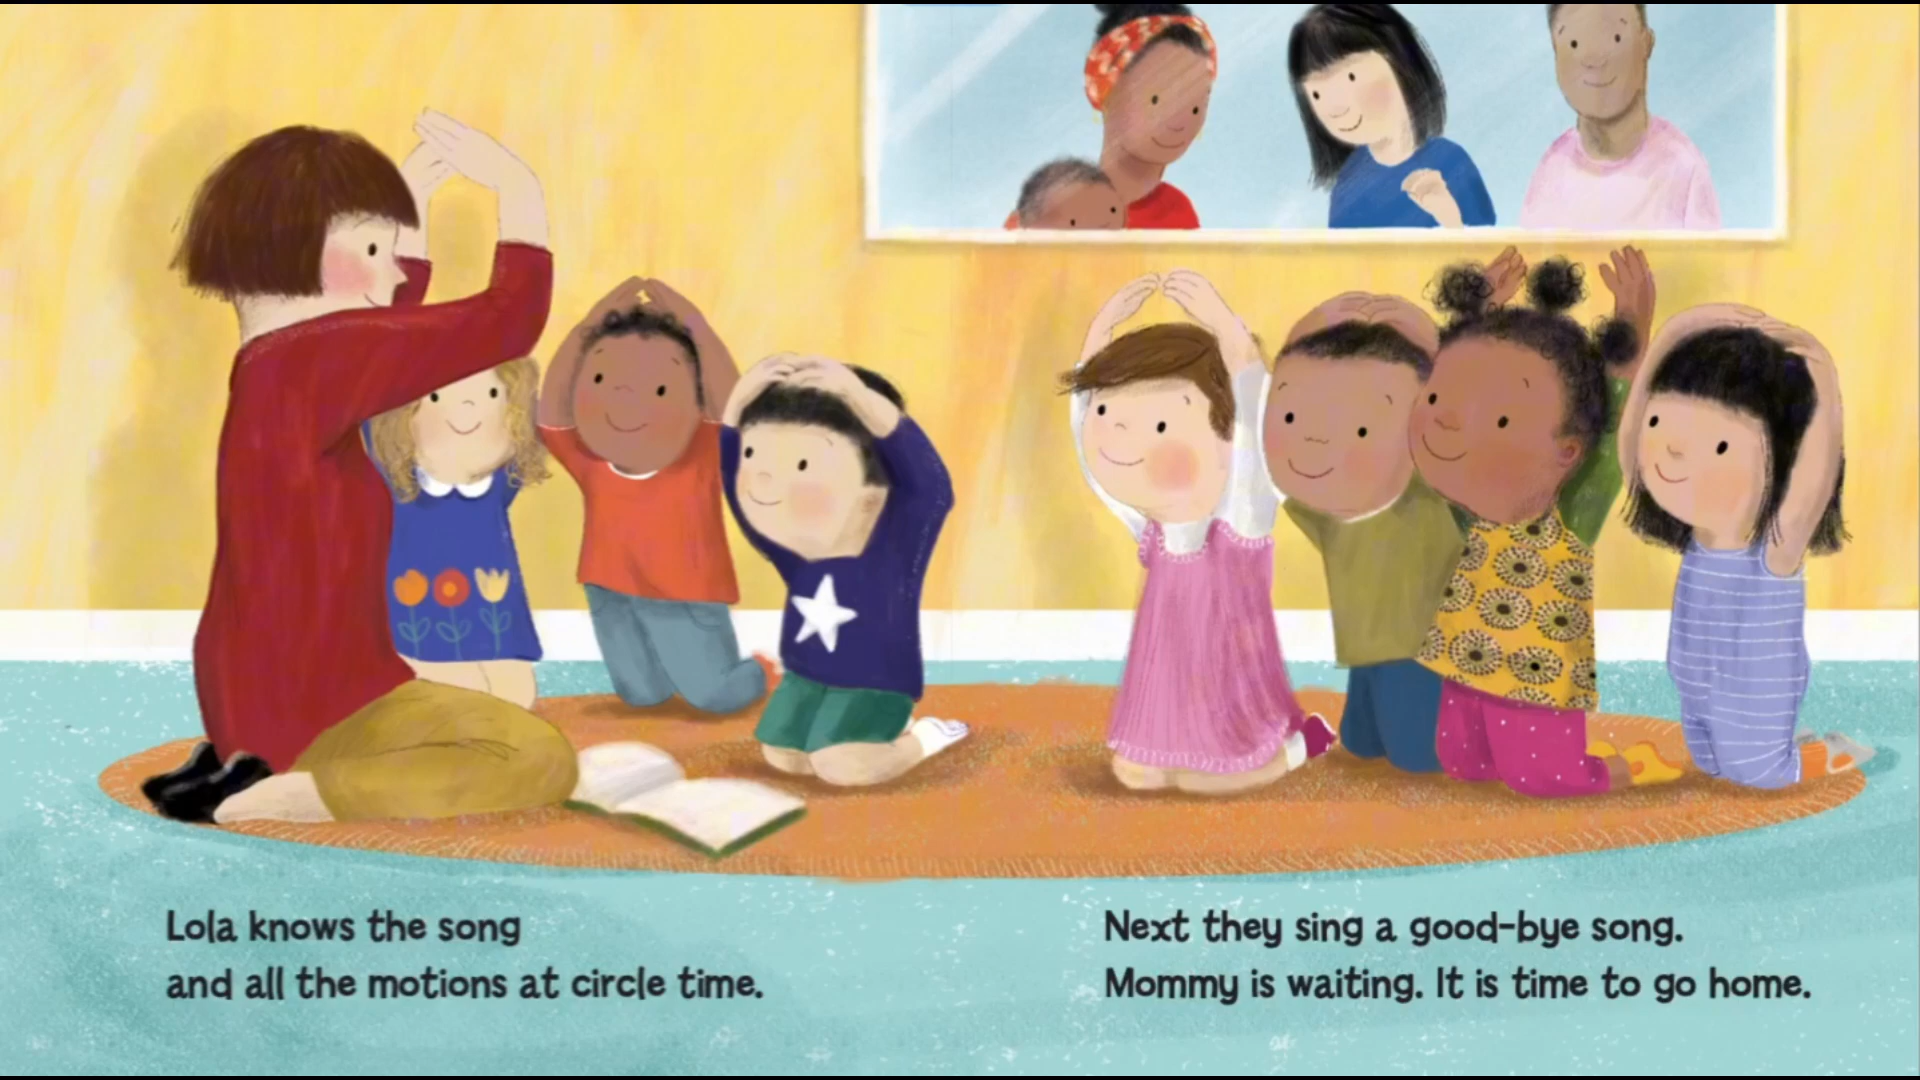 Lola knows the song
and all the motions at circle time.
Next they sing a good-bye song.
Mommy is waiting. It is time to go home.